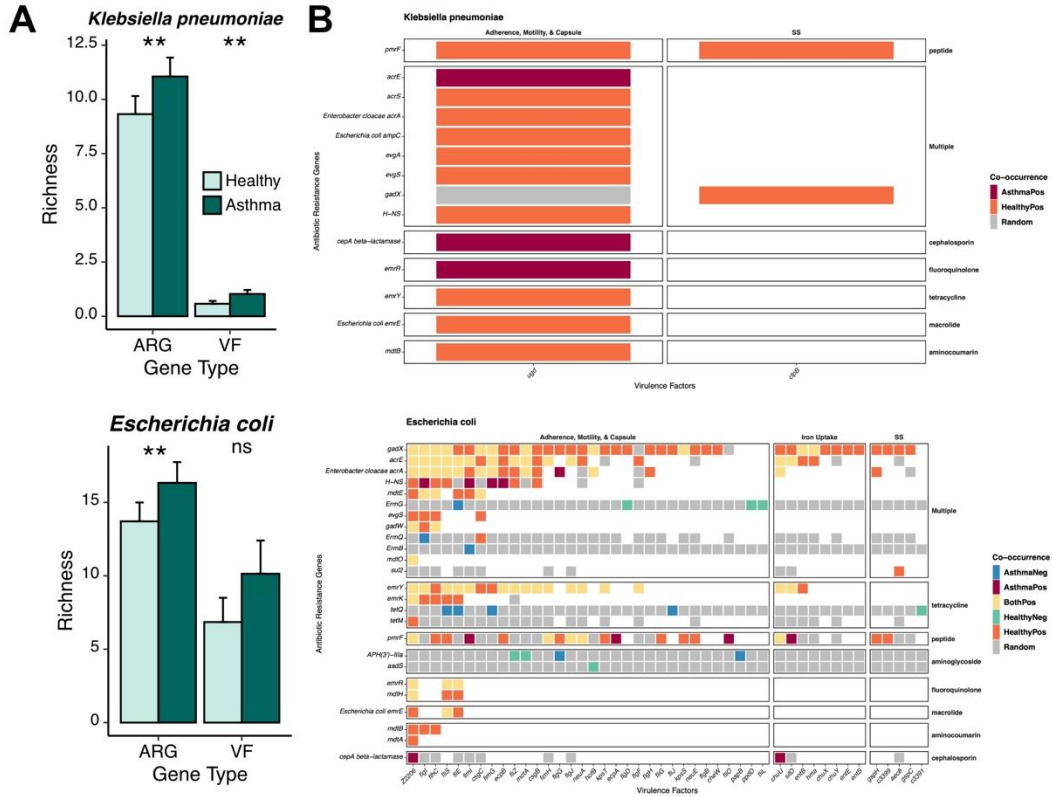 A
Klebsiella pneumoniae
12.5
10.0
7.5
5.0
2.5
0.0
Richness
** **
Healthy
Asthma
ARG VF
Gene Type
Escherichia coli
** ns
15
10
5
0
Richness
ARG VF
Gene Type
B
Klebsiella pneumoniae
Adherence, Motility, & Capsule SS
Antibiotic Resistance Genes
pmrF
acrE
acrS
Enterobacter cloacae acrA
Escherichia coli ampC
evgA
evgS
gadX
H-NS
cepA beta-lactamase
emrR
emrY
Escherichia coli emrE
mdtB
peptide
Multiple
cephalosporin
fluoroquinolone
tetracycline
macrolide
aminocoumarin
ugd clpB
Virulence Factors
Co-occurrence
AsthmaPos
HealthyPos
Random
Escherichia coli
Adherence, Motility, & Capsule Iron Uptake SS
Antibiotic Resistance Genes
gadX
acrE
Enterobacter cloacae acrA
H-NS
mdtE
ErmG
evgS
gadW
ErmQ
ErmB
mdtO
sul2
emrY
emrK
tetQ
tetM
pmrF
APH(3')-IIIa
aadS
emrR
mdtH
Escherichia coli emrE
mdtB
mdtA
cepA beta-lactamase
Multiple
tetracycline
peptide
aminoglycoside
fluoroquinolone
macrolide
aminocoumarin
cephalosporin
Virulence Factors
Co-occurrence
AsthmaNeg
AsthmaPos
BothPos
HealthyNeg
HealthyPos
Random